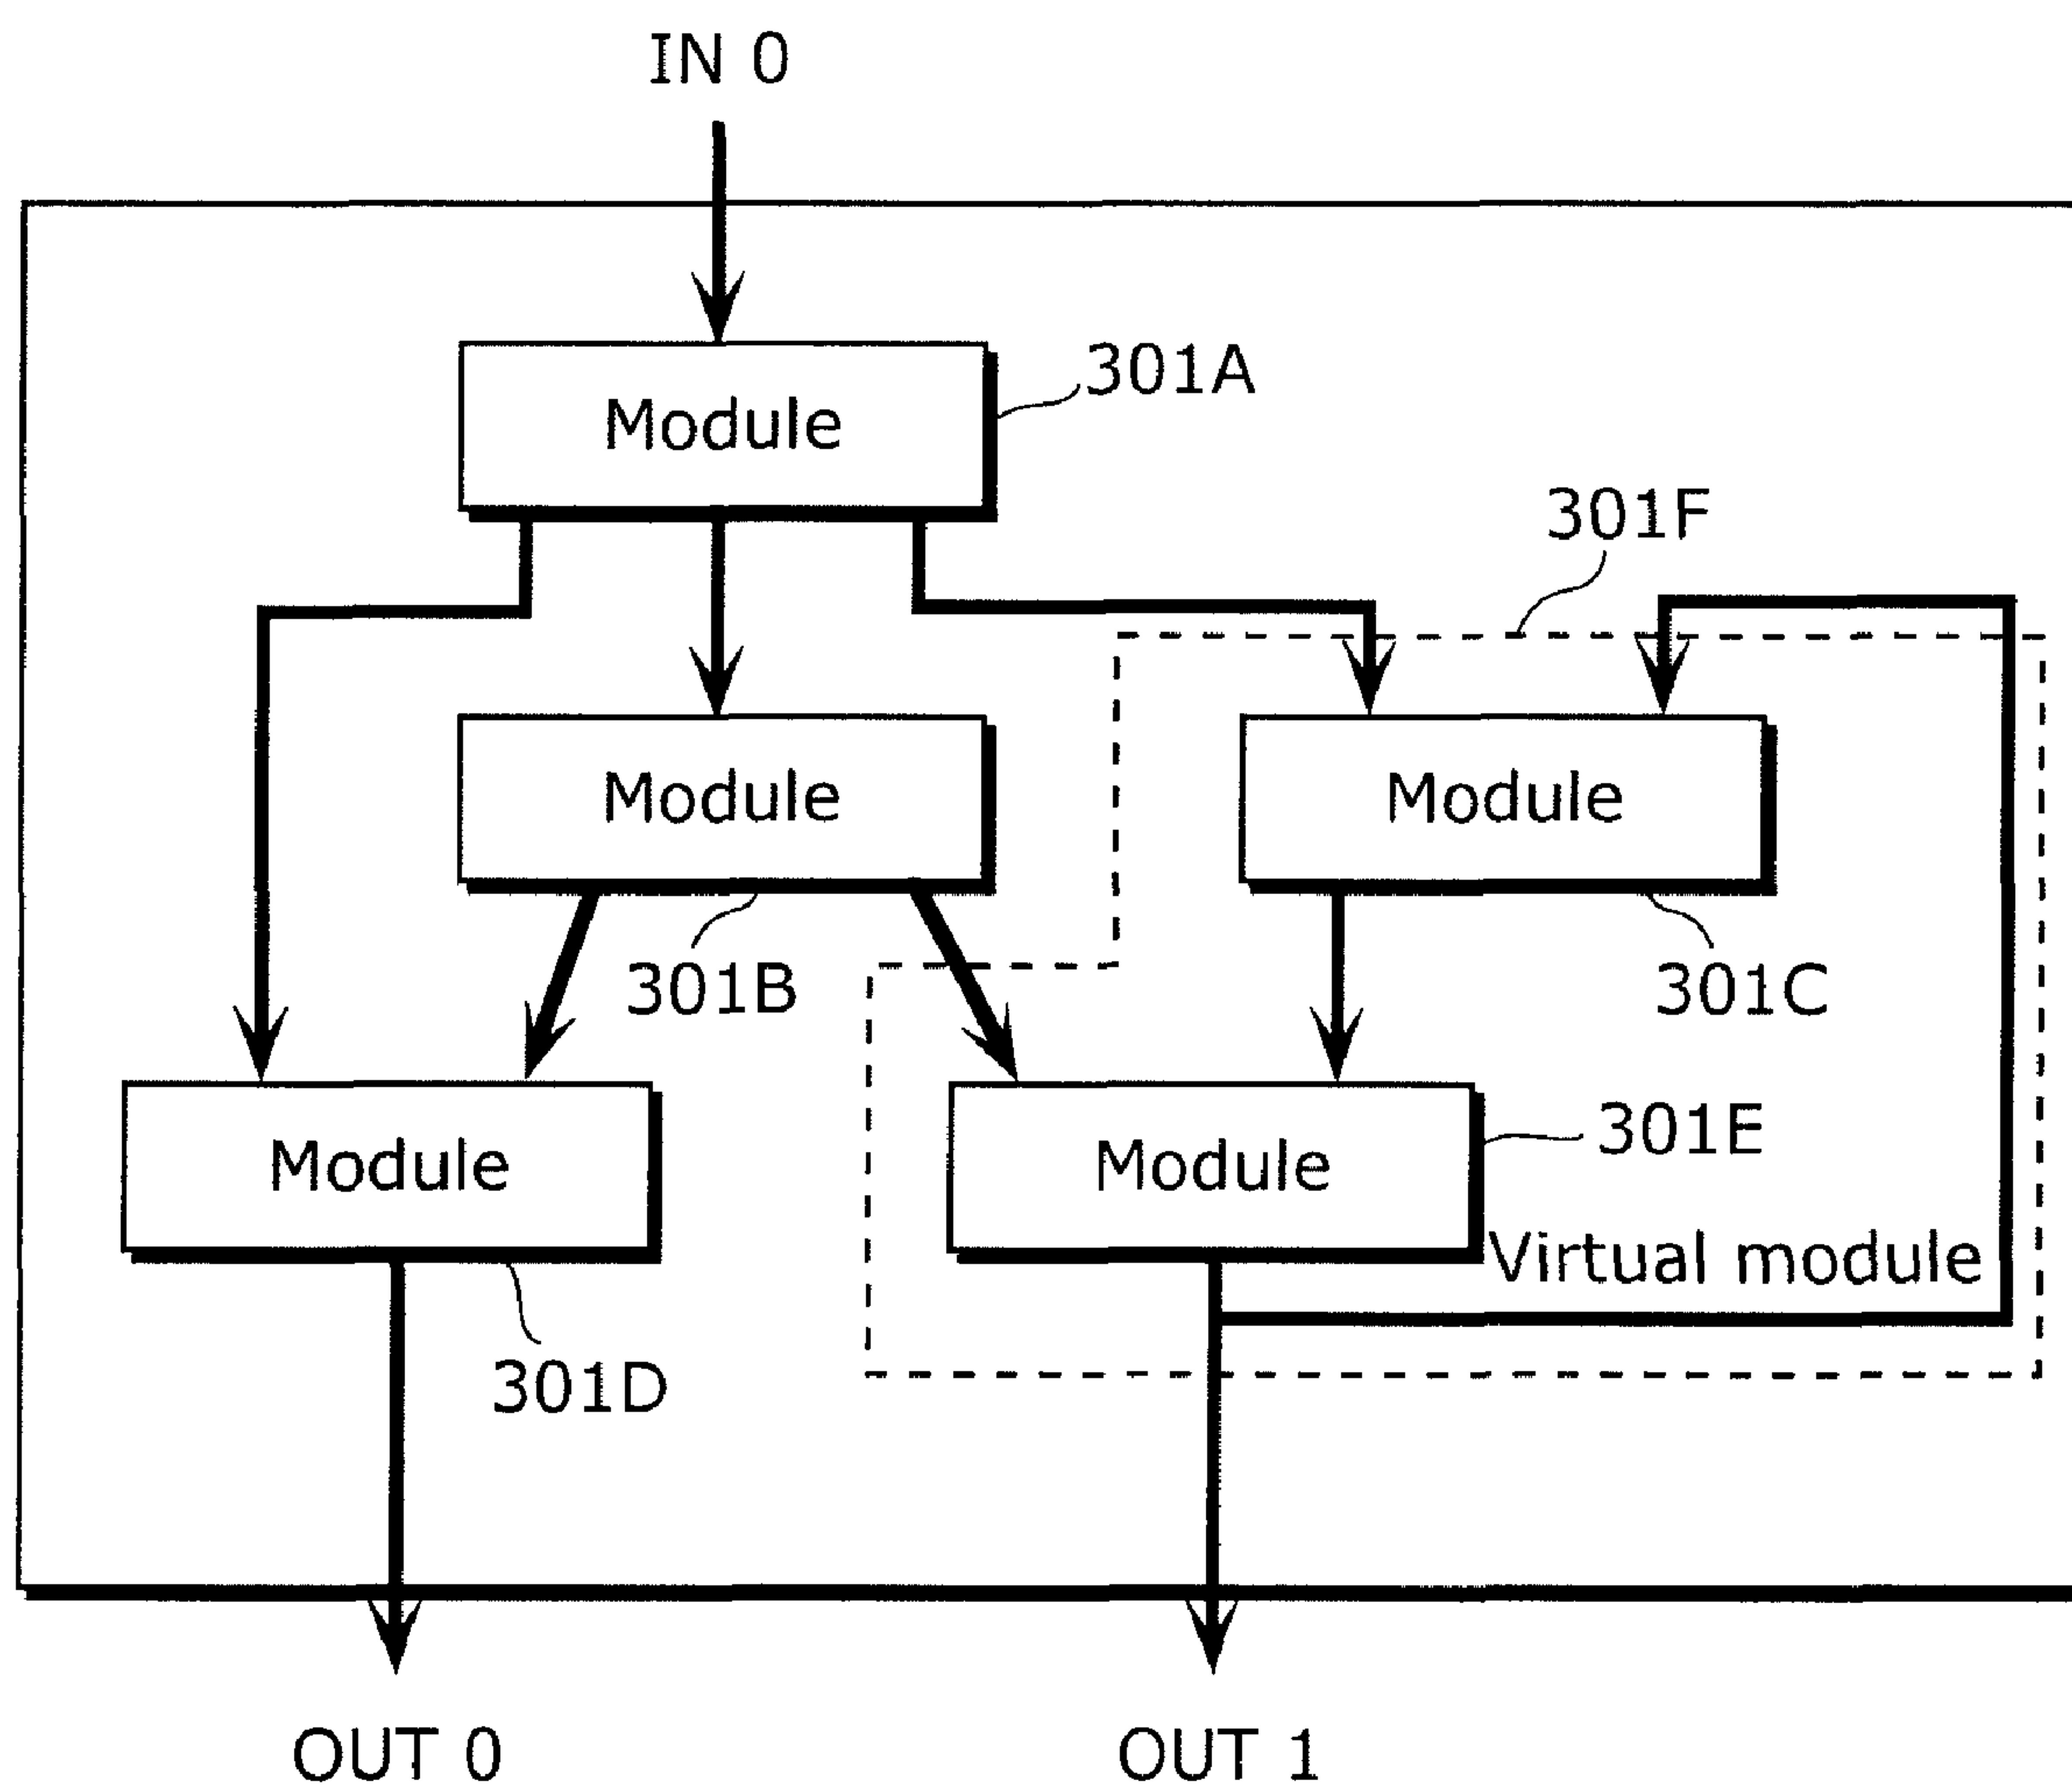 IN 0
Module
301A
301F
Module
Module
301B
301C
Module
Module
301E
Virtual module
301D
OUT 0
OUT 1